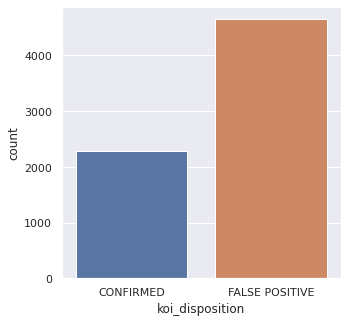 4000
3000
2000
1000
0
count
CONFIRMED FALSE POSITIVE
koi_disposition